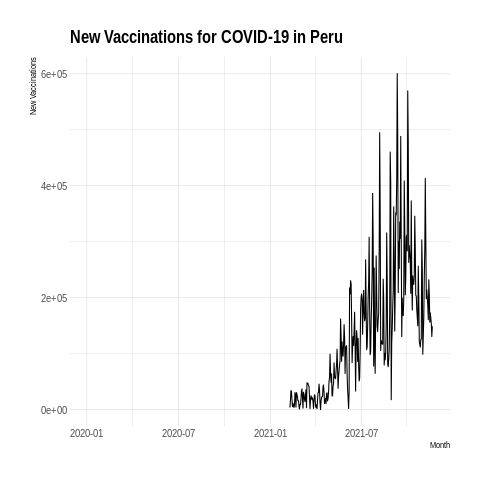 New Vaccinations for COVID-19 in Peru
New Vaccinations
6e+05
4e+05
2e+05
0e+00
2020-01 2020-07 2021-01 2021-07
Month